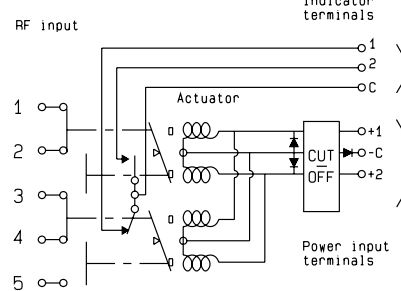 Indicator
terminals
RF input
1
2
C
Actuator
1
2
3
4
5
CUT
OFF
+1
-C
+2
Power input
terminals